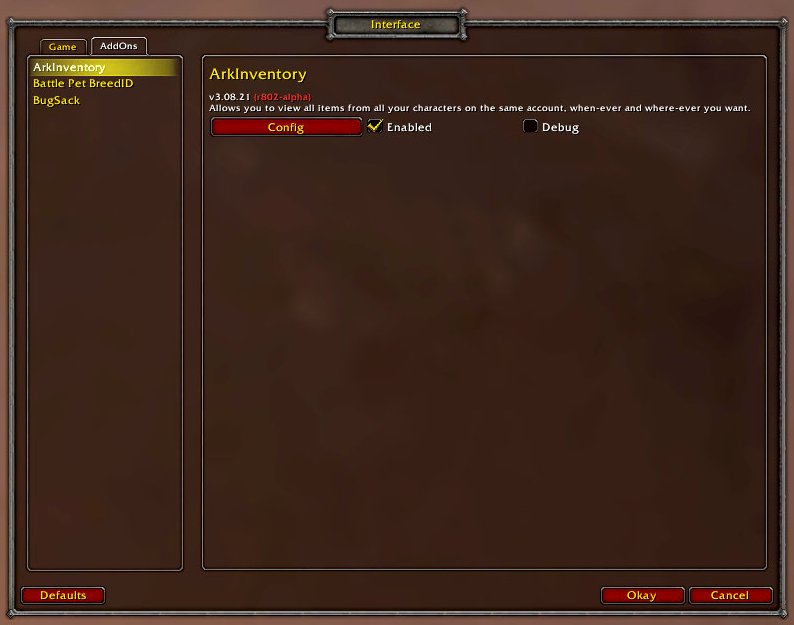 Interface
Game AddOns
ArkInventory
Battle Pet BreedID
BugSack
ArkInventory
v3.08.21 (r802-alpha)
Allows you to view all items from all your characters on the same account, when-ever and where-ever you want.
Config Enabled Debug
Defaults Okay Cancel